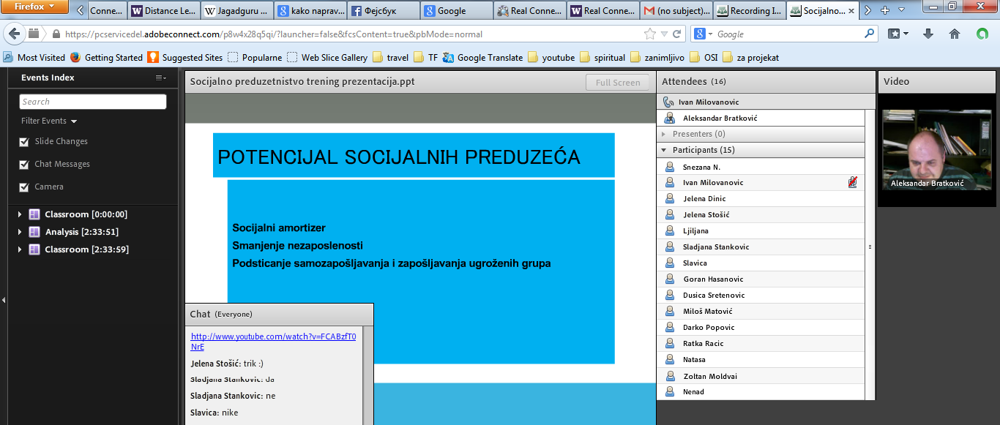 Firefox
Conne...
Distance Le...
Jagadguru ...
kako naprav...
Фејсбук
Google
Real Conne...
Real Conne...
(no subject)...
Recording I...
Socijalno...
https://pcservicedel.adobeconnect.com/p8w4x28q5qi/?launcher=false&fcsContent=true&pbMode=normal
Google
Most Visited
Getting Started
Suggested Sites
Popularne
Web Slice Gallery
travel
TF
Google Translate
youtube
spiritual
zanimljivo
OSI
za projekat
Events Index
Search
Filter Events
Slide Changes
Chat Messages
Camera
Classroom [0:00:00]
Analysis [2:33:51]
Classroom [2:33:59]
Socijalno preduzetnistvo trening prezentacija.ppt
Full Screen
POTENCIJAL SOCIJALNIH PREDUZEĆA
Socijalni amortizer
Smanjenje nezaposlenosti
Podsticanje samozapošljavanja i zapošljavanja ugroženih grupa
Chat (Everyone)
http://www.youtube.com/watch?v=FCABzfT0
NrE
Jelena Stošić: trik :)
Sladjana Stankovic: da
Sladjana Stankovic: ne
Slavica: nike
Attendees (16)
Ivan Milovanovic
Aleksandar Bratković
Presenters (0)
Participants (15)
Snezana N.
Ivan Milovanovic
Jelena Dinic
Jelena Stošić
Ljiljana
Sladjana Stankovic
Slavica
Goran Hasanovic
Dusica Sretenovic
Miloš Matović
Darko Popovic
Ratka Racic
Natasa
Zoltan Moldvai
Nenad
Video
Aleksandar Bratković